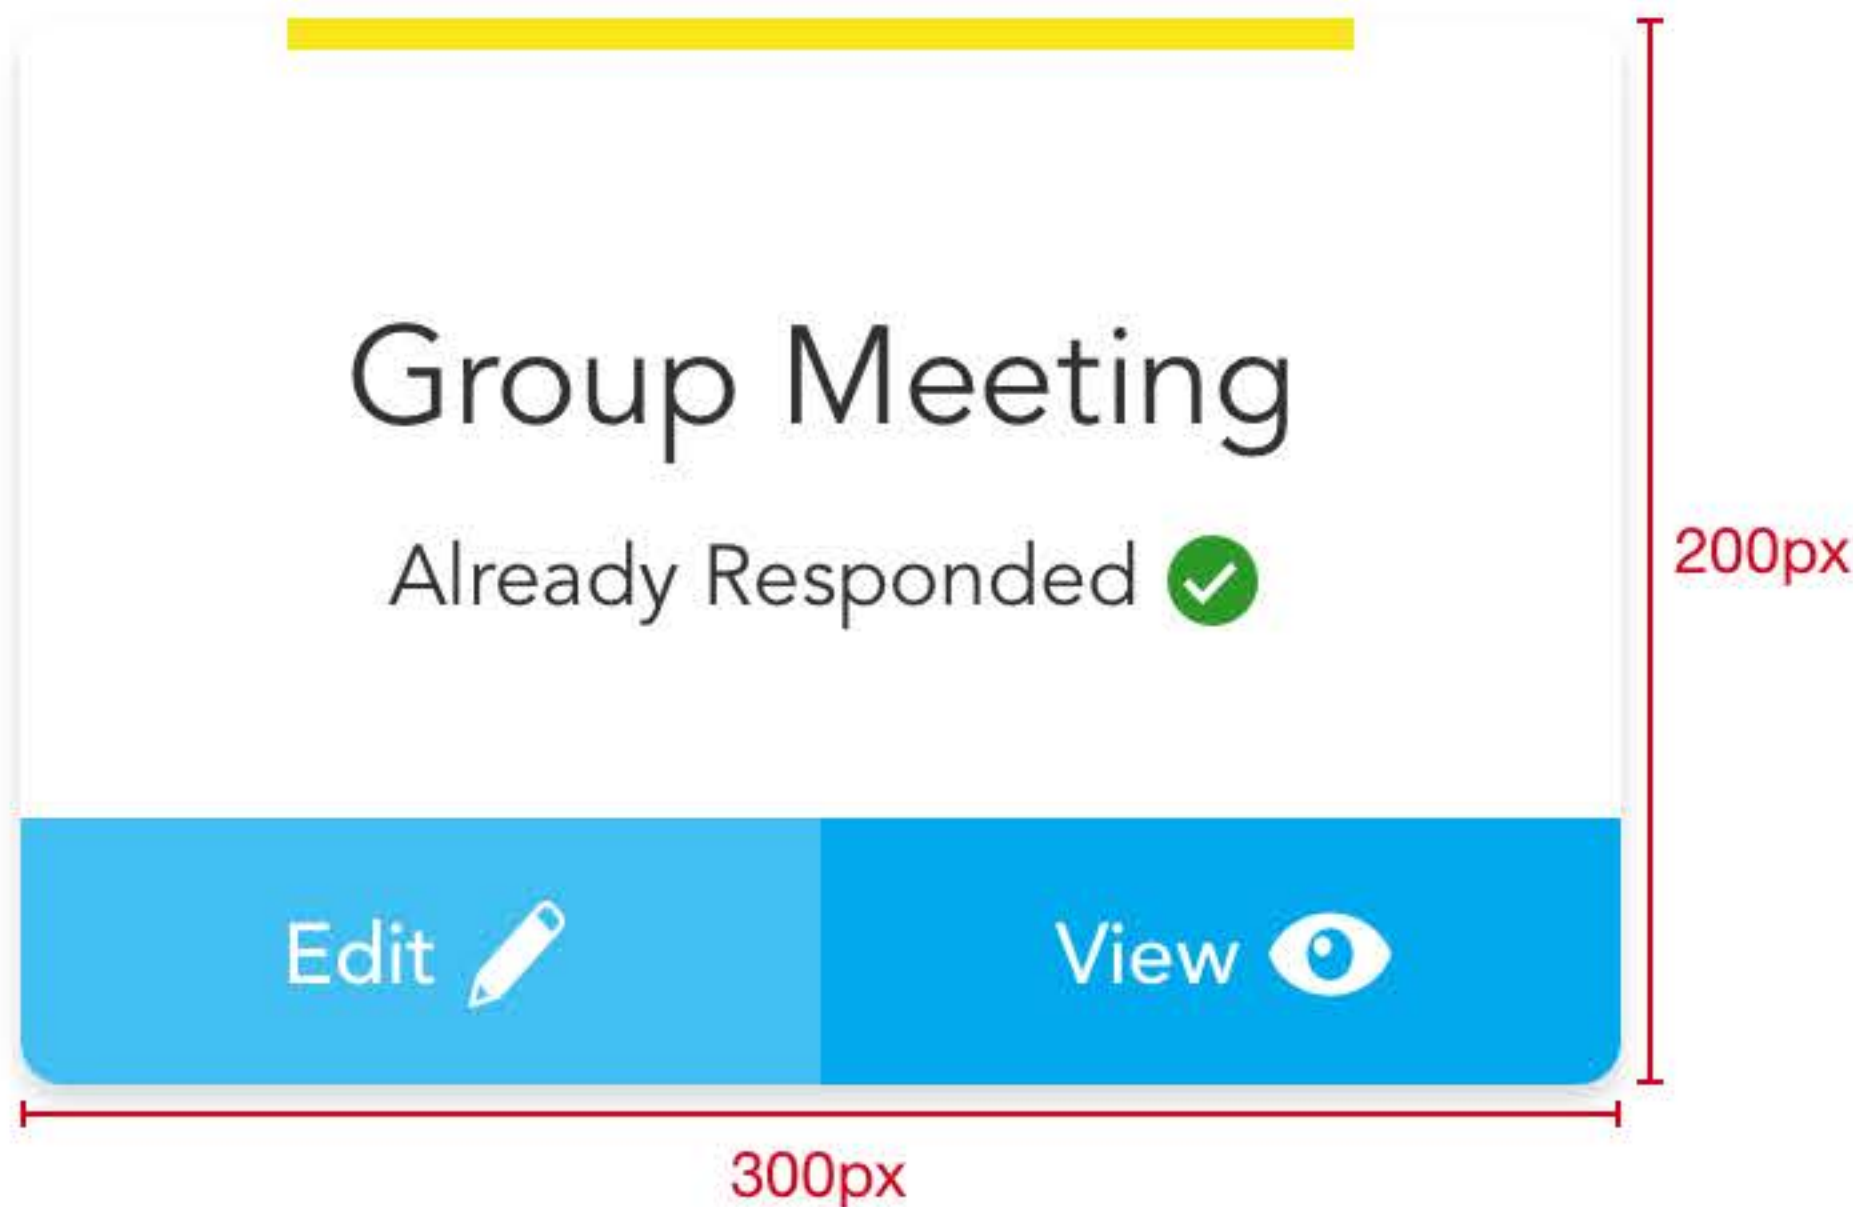 Group Meeting
Already Responded
200px
Edit
View
300px